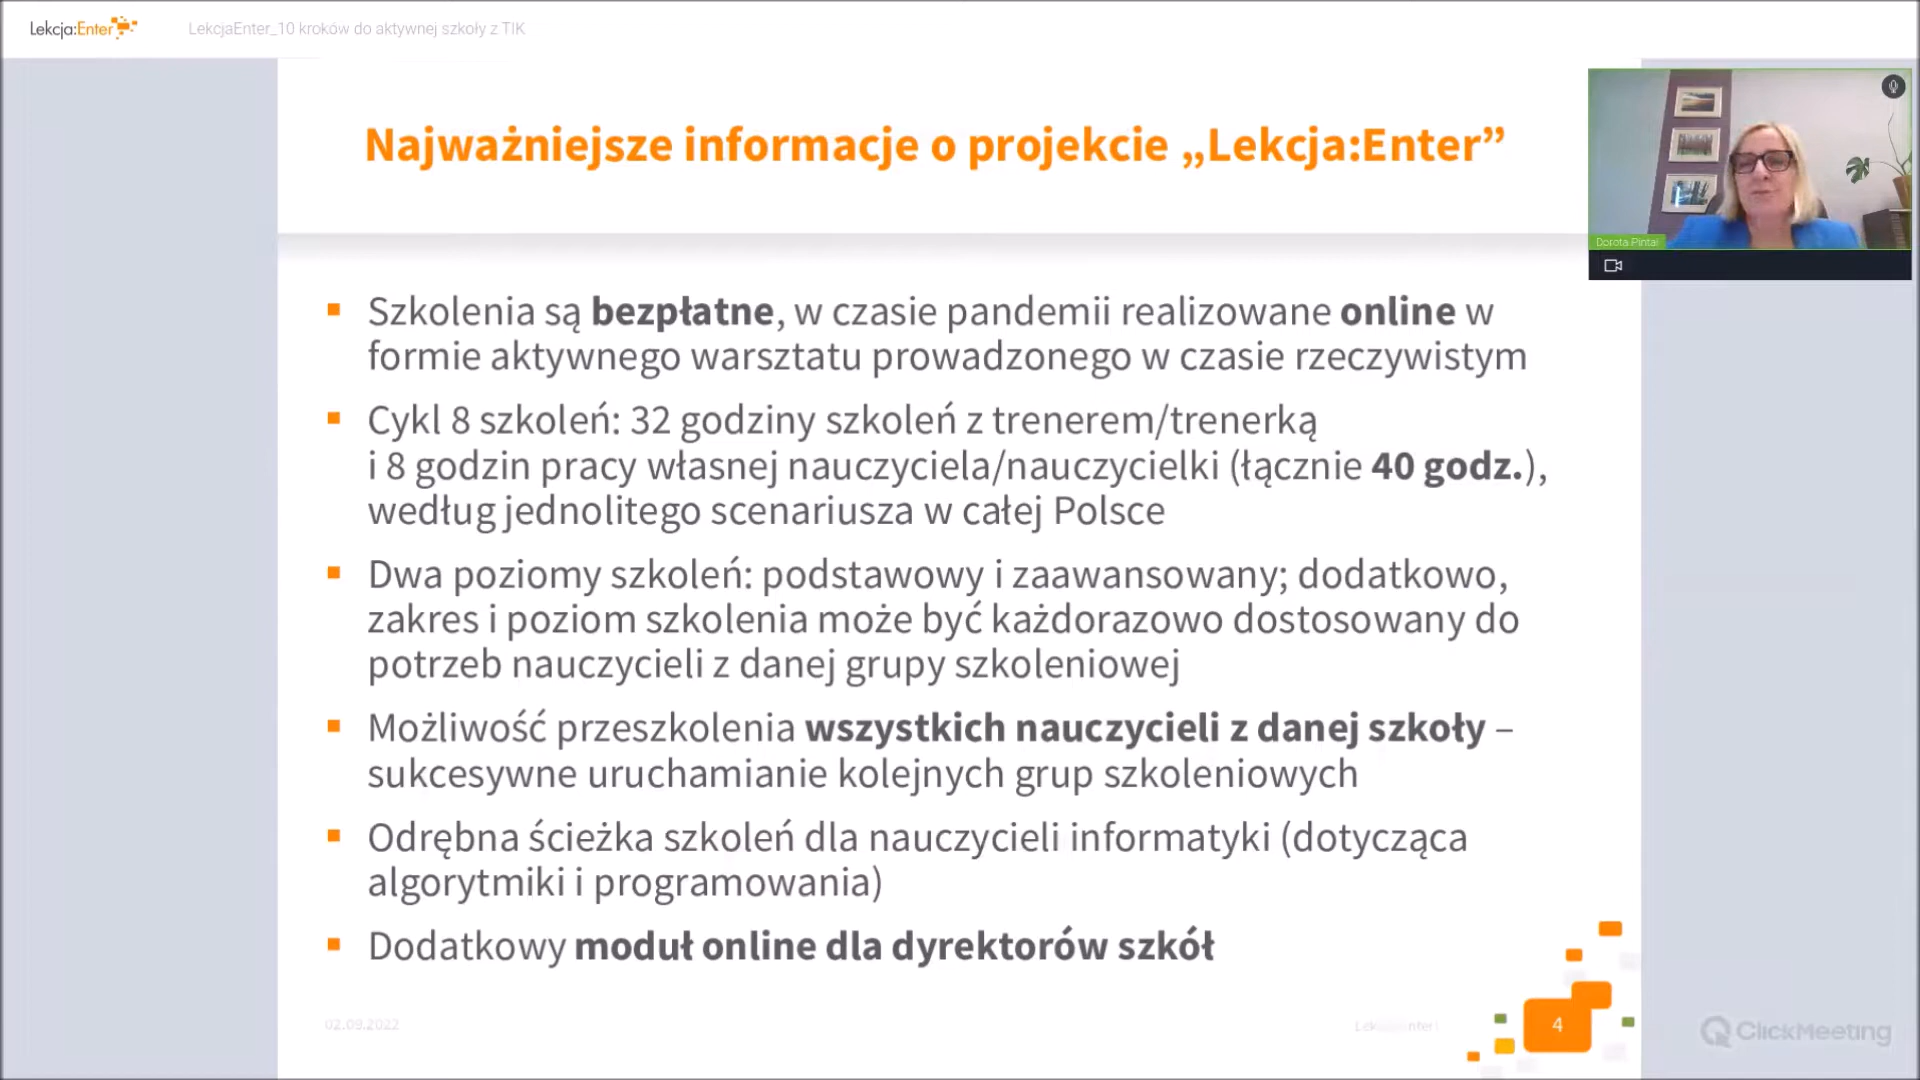 Lekcja:Enter
LekcjaEnter_10 kroków do aktywnej szkoły z TIK
Najważniejsze informacje o projekcie „Lekcja:Enter”
Dorota Pintal
Szkolenia są bezpłatne, w czasie pandemii realizowane online w
formie aktywnego warsztatu prowadzonego w czasie rzeczywistym
Cykl 8 szkoleń: 32 godziny szkoleń z trenerem/trenerką
i 8 godzin pracy własnej nauczyciela/nauczycielki (łącznie 40 godz.),
według jednolitego scenariusza w całej Polsce
Dwa poziomy szkoleń: podstawowy i zaawansowany; dodatkowo,
zakres i poziom szkolenia może być każdorazowo dostosowany do
potrzeb nauczycieli z danej grupy szkoleniowej
Możliwość przeszkolenia wszystkich nauczycieli z danej szkoły –
sukcesywne uruchamianie kolejnych grup szkoleniowych
Odrębna ścieżka szkoleń dla nauczycieli informatyki (dotycząca
algorytmiki i programowania)
Dodatkowy moduł online dla dyrektorów szkół
02.09.2022
4
ClickMeeting